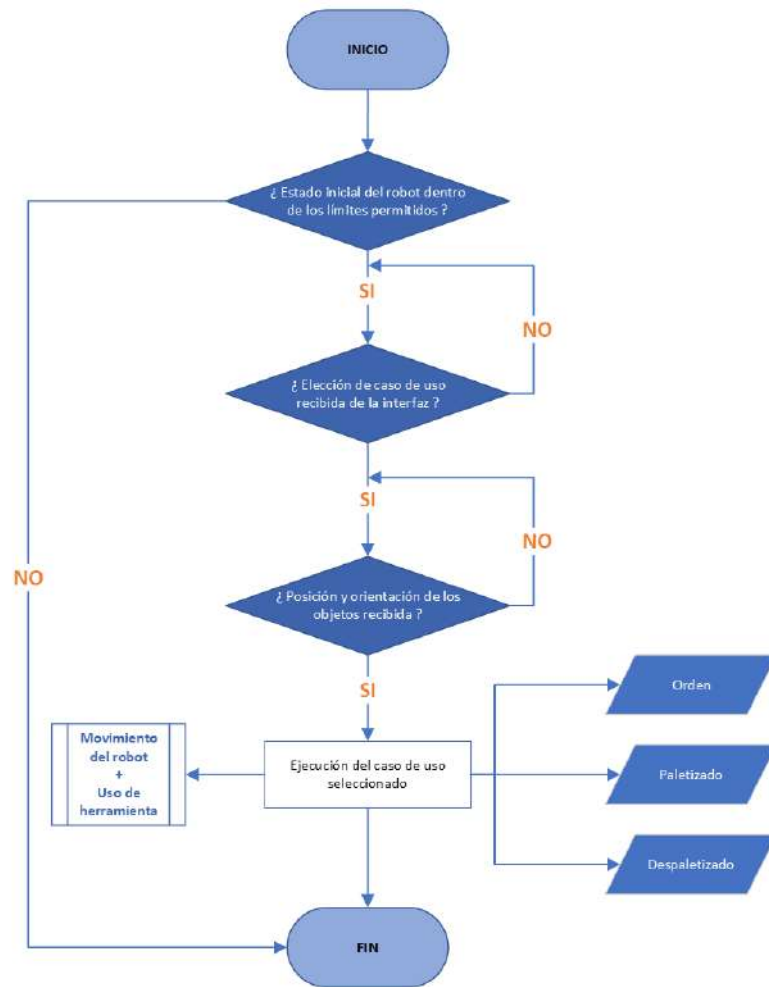 INICIO
¿ Estado inicial del robot dentro
de los límites permitidos ?
SI
NO
¿ Elección de caso de uso
recibida de la interfaz ?
SI
NO
NO
¿ Posición y orientación de los
objetos recibida ?
SI
Orden
Movimiento
del robot
+
Uso de
herramienta
Ejecución del caso de uso
seleccionado
Paletizado
Despaletizado
FIN